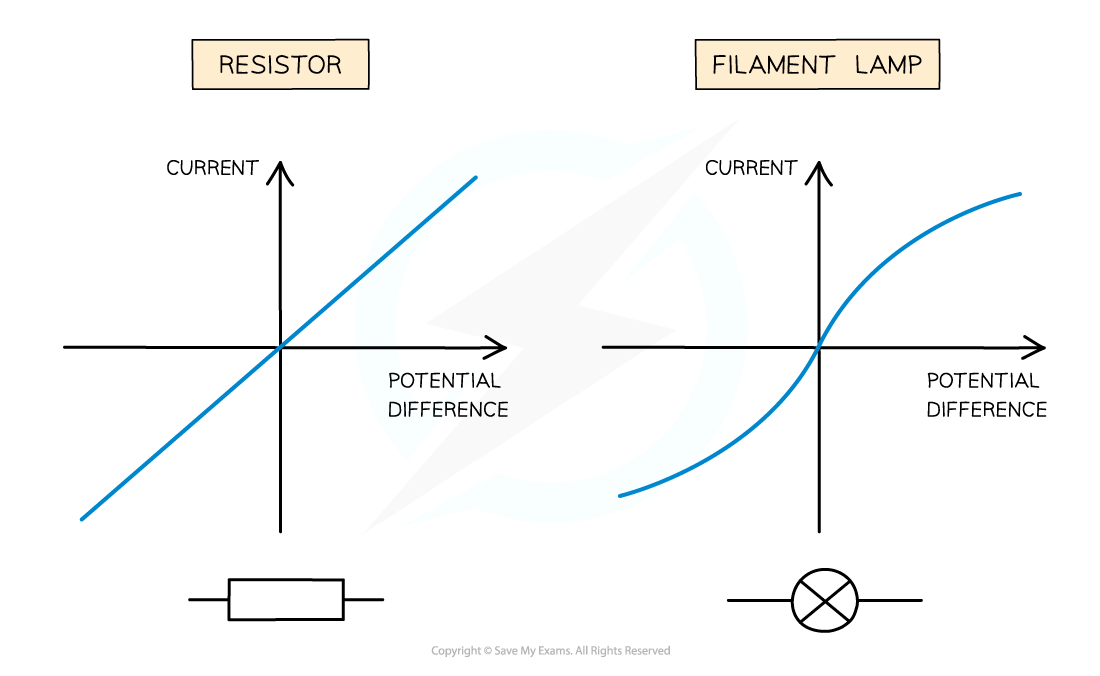 RESISTOR
FILAMENT LAMP
CURRENT
CURRENT
POTENTIAL
DIFFERENCE
POTENTIAL
DIFFERENCE
Copyright © Save My Exams. All Rights Reserved